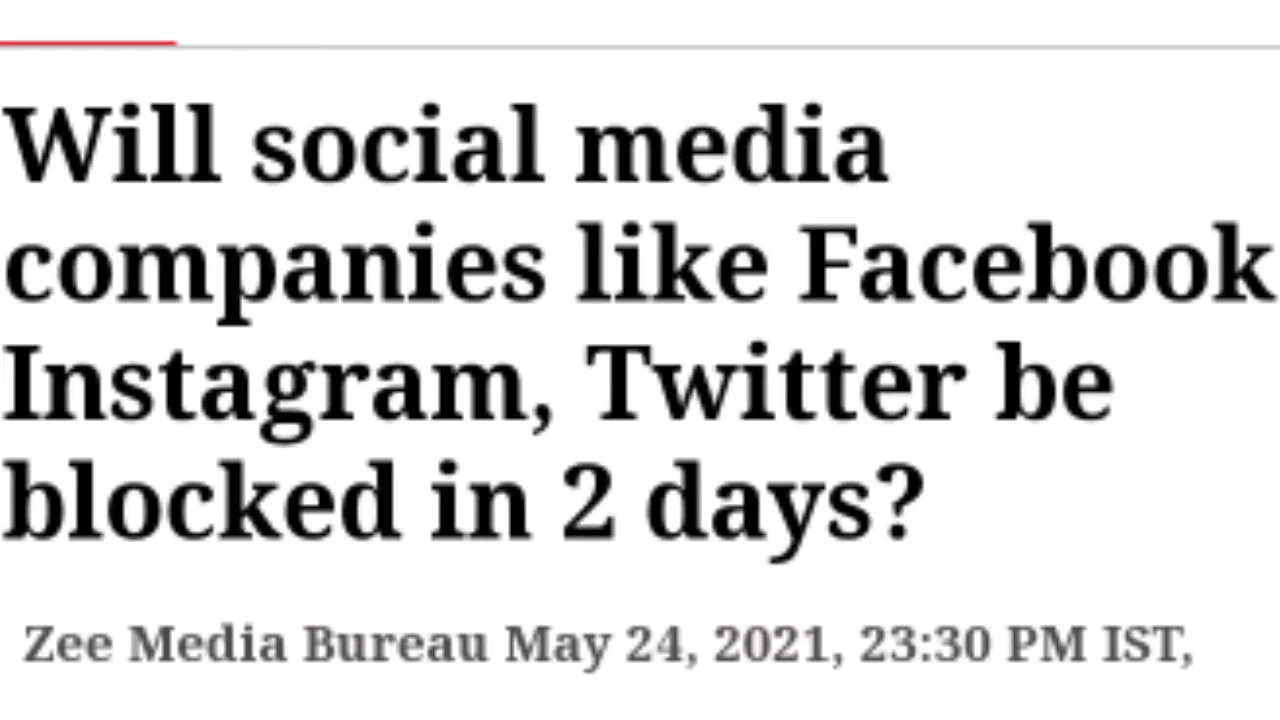 Will social media
companies like Facebook
Instagram, Twitter be
blocked in 2 days?
Zee Media Bureau May 24, 2021, 23:30 PM IST,